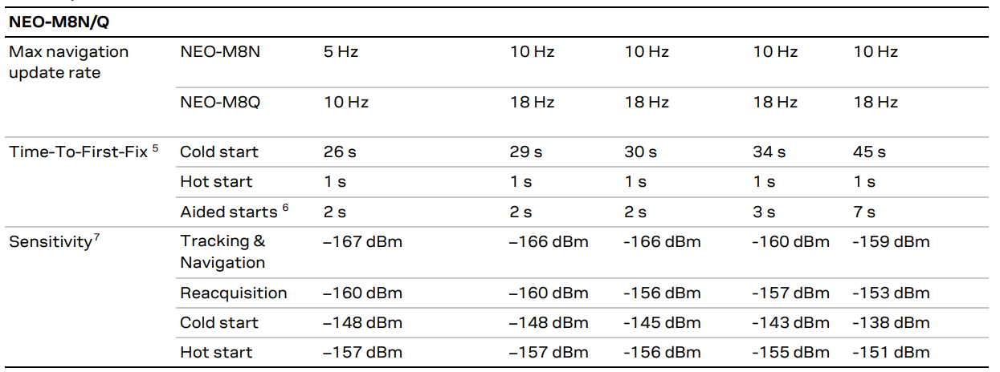 NEO-M8N/Q
Max navigation update rate NEO-M8N 5 Hz 10 Hz 10 Hz 10 Hz 10 Hz
NEO-M8Q 10 Hz 18 Hz 18 Hz 18 Hz 18 Hz
Time-To-First-Fix 5 Cold start 26 s 29 s 30 s 34 s 45 s
Hot start 1 s 1 s 1 s 1 s 1 s
Aided starts 6 2 s 2 s 2 s 3 s 7 s
Sensitivity7 Tracking & Navigation –167 dBm –166 dBm -166 dBm -160 dBm -159 dBm
Reacquisition –160 dBm –160 dBm -156 dBm -157 dBm -153 dBm
Cold start –148 dBm –148 dBm -145 dBm -143 dBm -138 dBm
Hot start –157 dBm –157 dBm -156 dBm -155 dBm -151 dBm